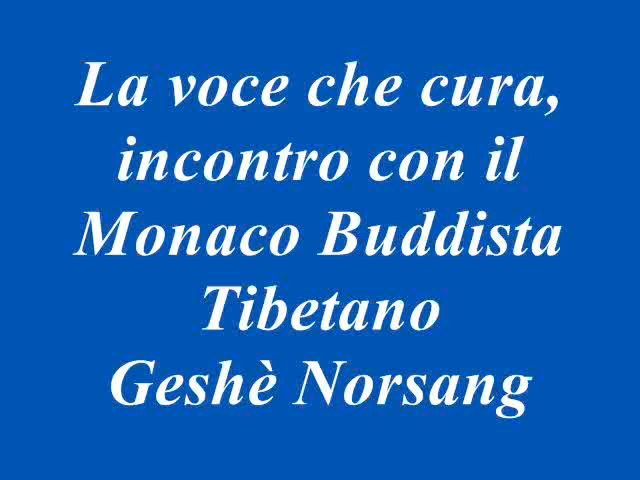 La voce che cura,
incontro con il
Monaco Buddista
Tibetano
Geshè Norsang